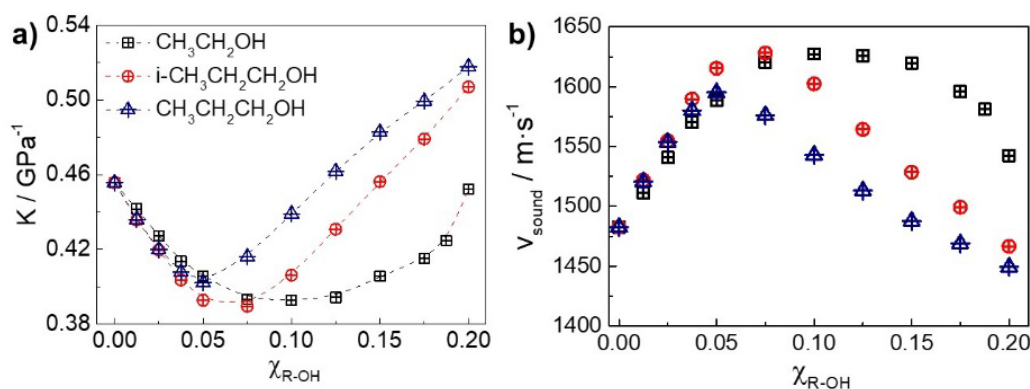 a)
K / GPa⁻¹
0.54
0.50
0.46
0.42
0.38
CH₃CH₂OH
i-CH₃CH₂CH₂OH
CH₃CH₂CH₂OH
0.00 0.05 0.10 0.15 0.20
χR-OH
b)
vsound / m·s⁻¹
1650
1600
1550
1500
1450
1400
0.00 0.05 0.10 0.15 0.20
χR-OH